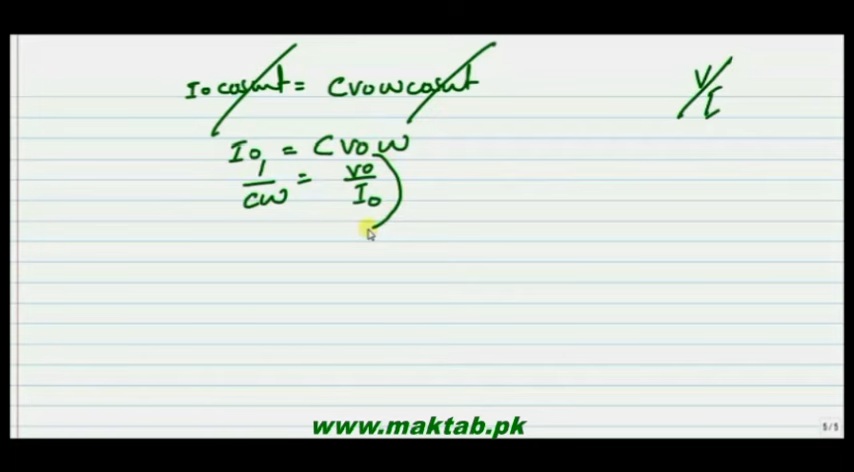 I₀ cosωt = CV₀ω cosωt
V/I
I₀ = CV₀ω
1/Cω = V₀/I₀
www.maktab.pk
5/5